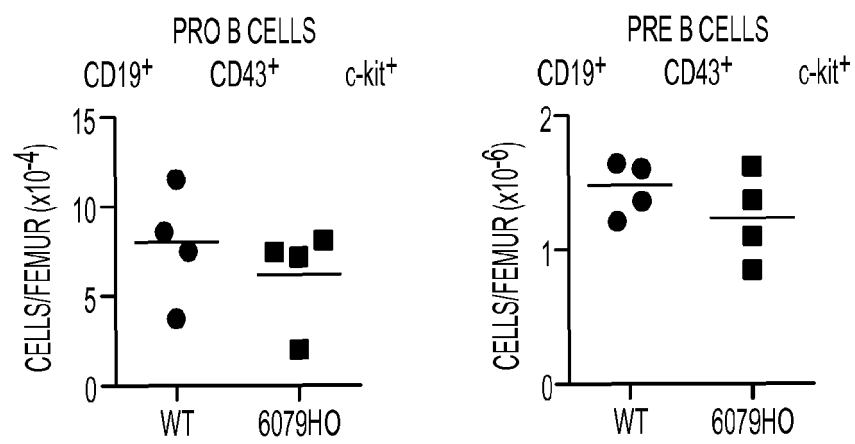 PRO B CELLS
CD19⁺ CD43⁺ c-kit⁺
CELLS/FEMUR (x10⁻⁴)
15
10
5
0
WT 6079HO
PRE B CELLS
CD19⁺ CD43⁺ c-kit⁺
CELLS/FEMUR (x10⁻⁶)
2
1
0
WT 6079HO